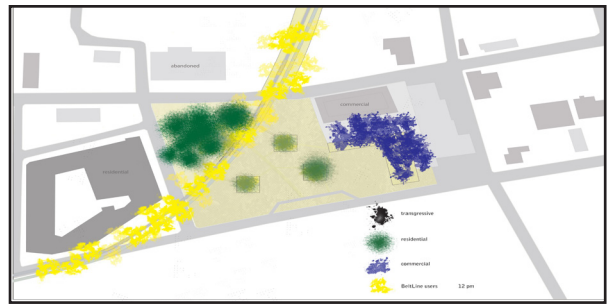 abandoned
commercial
residential
transgressive
residential
commercial
BeltLine users 12 pm